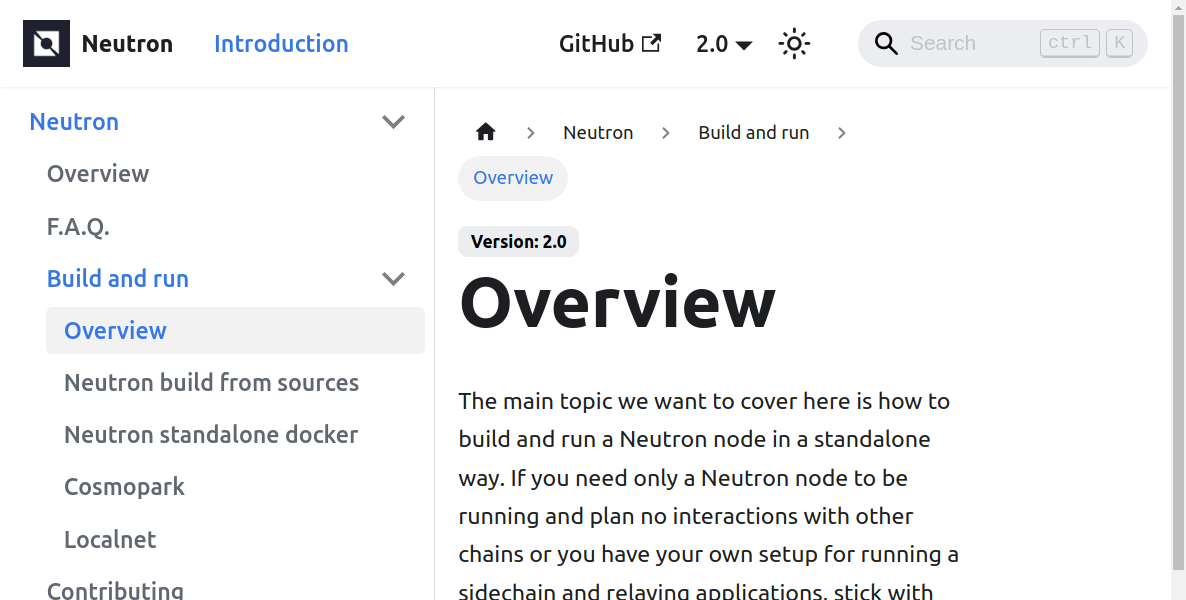 Neutron Introduction GitHub 2.0 Search ctrl K
Neutron
Overview
F.A.Q.
Build and run
Overview
Neutron build from sources
Neutron standalone docker
Cosmopark
Localnet
Contributing
Neutron Build and run
Overview
Version: 2.0
Overview
The main topic we want to cover here is how to
build and run a Neutron node in a standalone
way. If you need only a Neutron node to be
running and plan no interactions with other
chains or you have your own setup for running a
sidechain and relaying applications, stick with